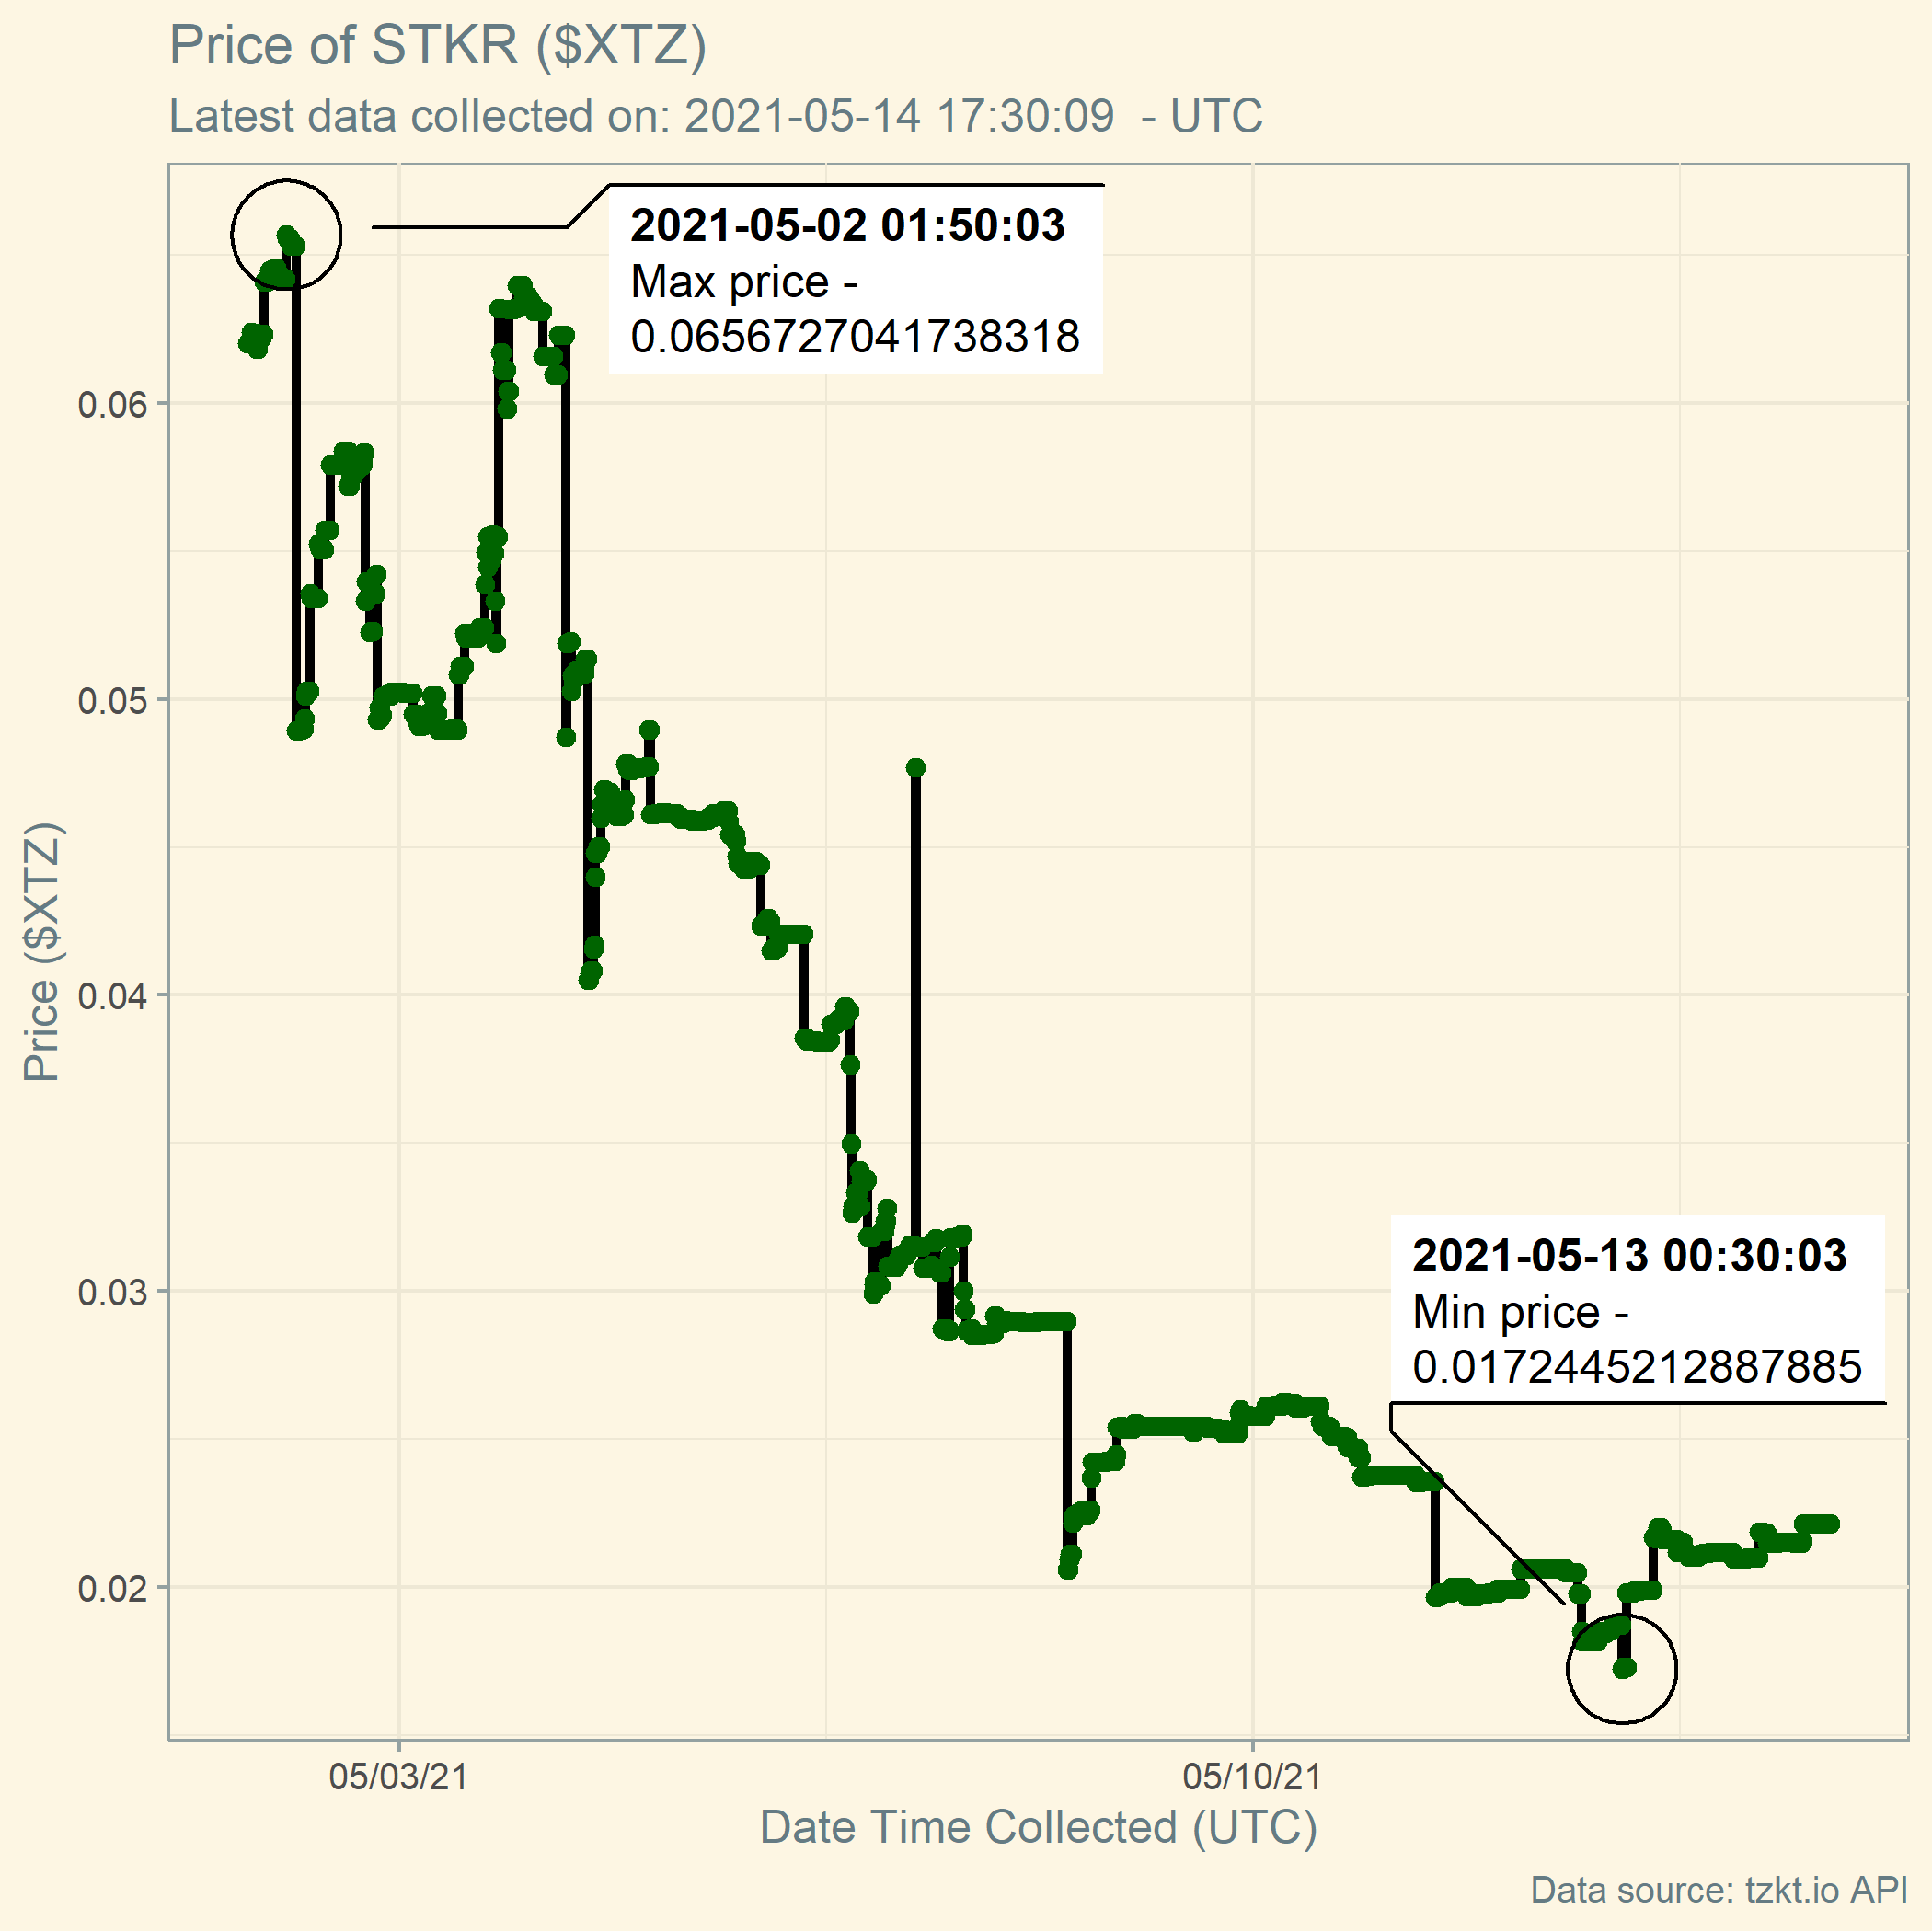 Price of STKR ($XTZ)
Latest data collected on: 2021-05-14 17:30:09  - UTC
2021-05-02 01:50:03
Max price -
0.0656727041738318
2021-05-13 00:30:03
Min price -
0.0172445212887885
Price ($XTZ)
0.06
0.05
0.04
0.03
0.02
05/03/21
05/10/21
Date Time Collected (UTC)
Data source: tzkt.io API